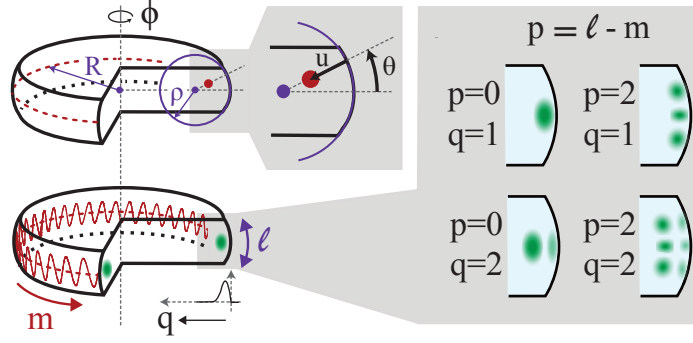 ϕ
R
ρ
u
θ
p = ℓ - m
p=0
q=1
p=2
q=1
p=0
q=2
p=2
q=2
ℓ
m
q